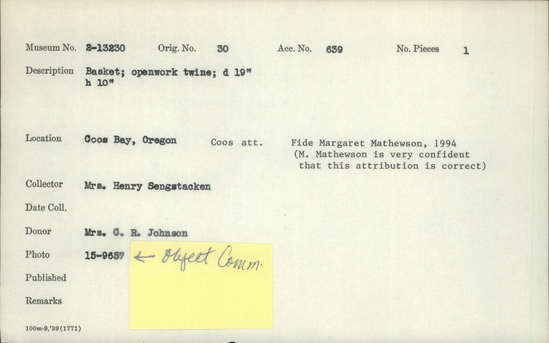 Museum No. 2-13230 Orig. No. 30 Acc. No. 639 No. Pieces 1
Description Basket; openwork twine; d 19"
h 10"
Location Coos Bay, Oregon Coos att. Fide Margaret Mathewson, 1994
(M. Mathewson is very confident
that this attribution is correct)
Collector Mrs. Henry Sengstacken
Date Coll.
Donor Mrs. C. R. Johnson
Photo 15-9657 ← Object Comm.
Published
Remarks
100m-9,'39(1771)